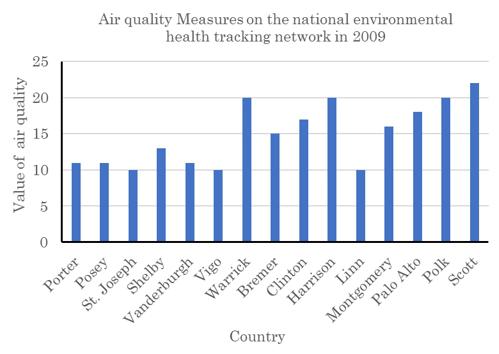 Air quality Measures on the national environmental
health tracking network in 2009
Value of air quality
25
20
15
10
5
0
Porter
Posey
St. Joseph
Shelby
Vanderburgh
Vigo
Warrick
Bremer
Clinton
Harrison
Linn
Montgomery
Palo Alto
Polk
Scott
Country